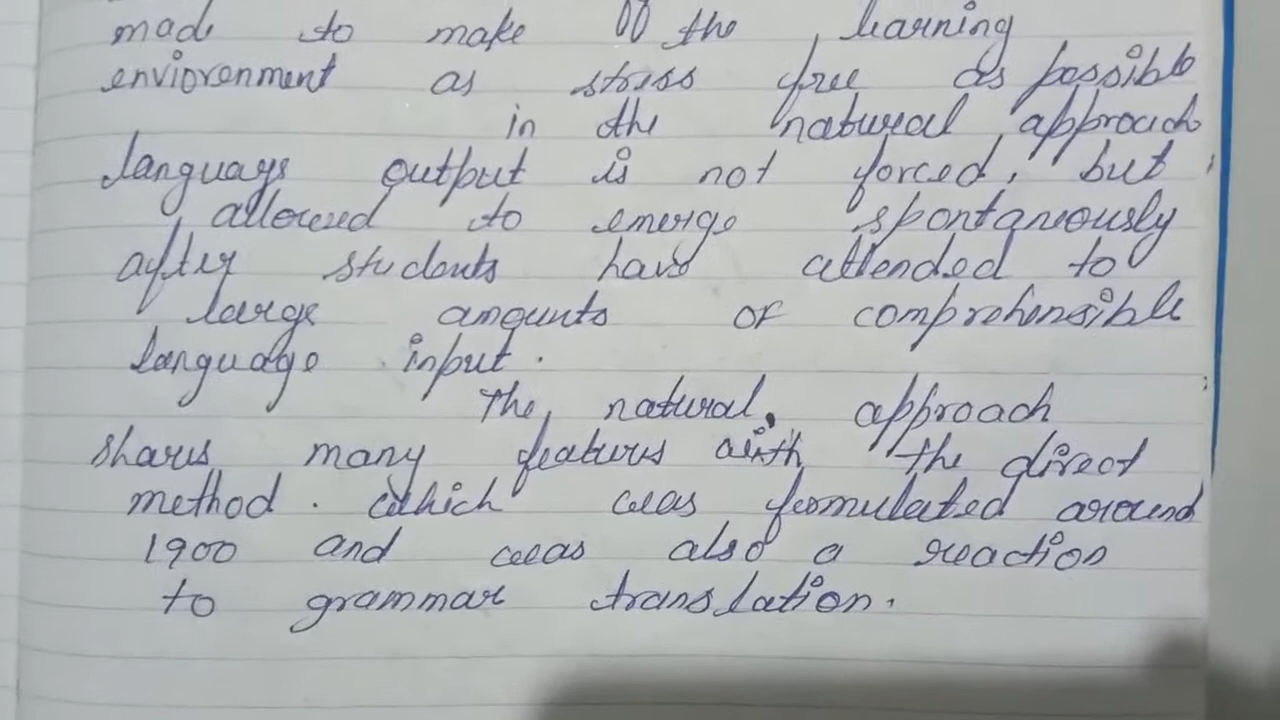 made to make the learning
enviorenment as stress free as possible
in the natural approach
language output is not forced, but
allowed to emerge spontaneously
after students have attended to
large amounts of comprehensible
language input.
The natural, approach
shares many features with the direct
method. Which was formulated around
1900 and was also a reaction
to grammar translation.